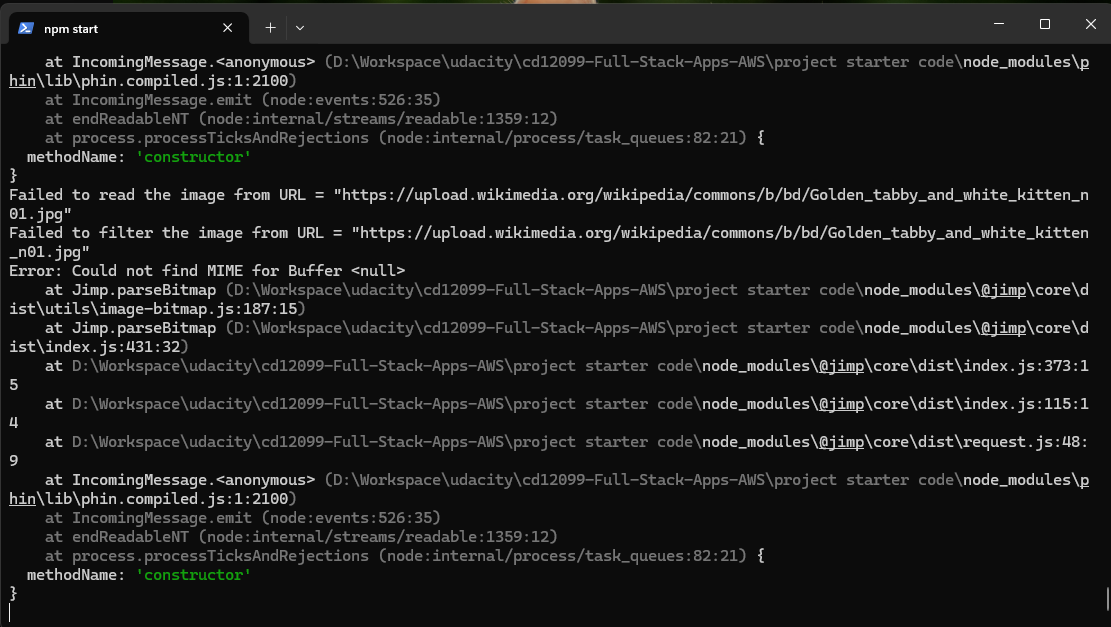 npm start
at IncomingMessage.<anonymous> (D:\Workspace\udacity\cd12099-Full-Stack-Apps-AWS\project starter code\node_modules\p
hin\lib\phin.compiled.js:1:2100)
at IncomingMessage.emit (node:events:526:35)
at endReadableNT (node:internal/streams/readable:1359:12)
at process.processTicksAndRejections (node:internal/process/task_queues:82:21) {
methodName: 'constructor'
}
Failed to read the image from URL = "https://upload.wikimedia.org/wikipedia/commons/b/bd/Golden_tabby_and_white_kitten_n
01.jpg"
Failed to filter the image from URL = "https://upload.wikimedia.org/wikipedia/commons/b/bd/Golden_tabby_and_white_kitten
_n01.jpg"
Error: Could not find MIME for Buffer <null>
at Jimp.parseBitmap (D:\Workspace\udacity\cd12099-Full-Stack-Apps-AWS\project starter code\node_modules\@jimp\core\d
ist\utils\image-bitmap.js:187:15)
at Jimp.parseBitmap (D:\Workspace\udacity\cd12099-Full-Stack-Apps-AWS\project starter code\node_modules\@jimp\core\d
ist\index.js:431:32)
at D:\Workspace\udacity\cd12099-Full-Stack-Apps-AWS\project starter code\node_modules\@jimp\core\dist\index.js:373:1
5
at D:\Workspace\udacity\cd12099-Full-Stack-Apps-AWS\project starter code\node_modules\@jimp\core\dist\index.js:115:1
4
at D:\Workspace\udacity\cd12099-Full-Stack-Apps-AWS\project starter code\node_modules\@jimp\core\dist\request.js:48:
9
at IncomingMessage.<anonymous> (D:\Workspace\udacity\cd12099-Full-Stack-Apps-AWS\project starter code\node_modules\p
hin\lib\phin.compiled.js:1:2100)
at IncomingMessage.emit (node:events:526:35)
at endReadableNT (node:internal/streams/readable:1359:12)
at process.processTicksAndRejections (node:internal/process/task_queues:82:21) {
methodName: 'constructor'
}